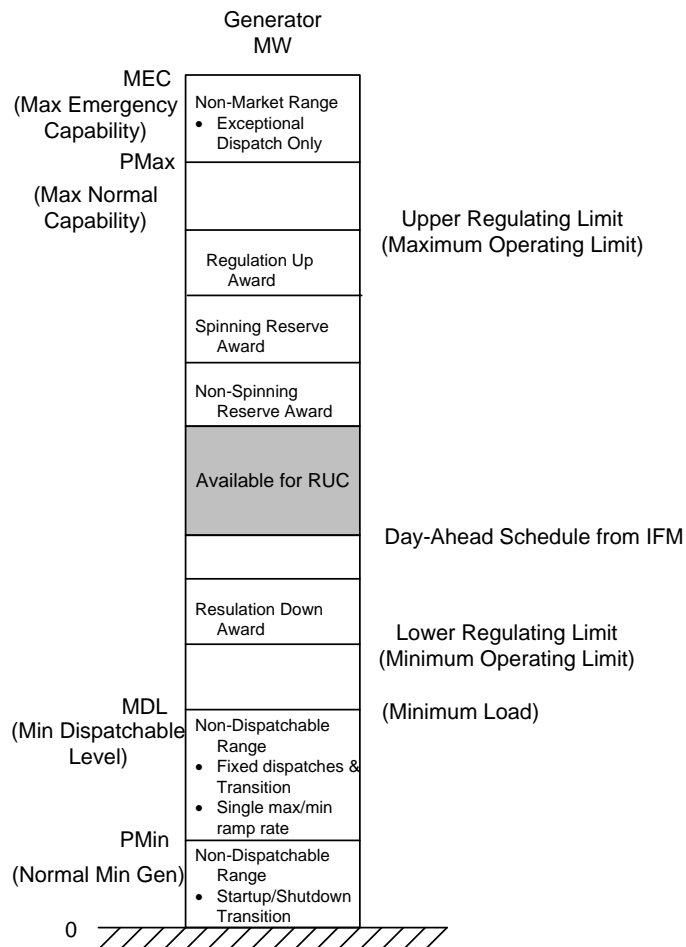 Generator
MW
MEC
(Max Emergency
Capability)
Non-Market Range
• Exceptional
Dispatch Only
PMax
(Max Normal
Capability)
Upper Regulating Limit
(Maximum Operating Limit)
Regulation Up
Award
Spinning Reserve
Award
Non-Spinning
Reserve Award
Available for RUC
Day-Ahead Schedule from IFM
Resulation Down
Award
Lower Regulating Limit
(Minimum Operating Limit)
MDL
(Min Dispatchable
Level)
(Minimum Load)
Non-Dispatchable
Range
• Fixed dispatches &
Transition
• Single max/min
ramp rate
PMin
(Normal Min Gen)
Non-Dispatchable
Range
• Startup/Shutdown
Transition
0